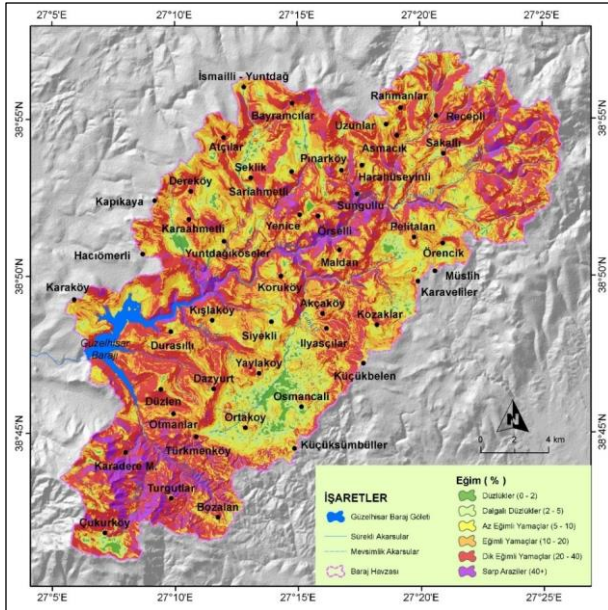 27°5'E 27°10'E 27°15'E 27°20'E 27°25'E
38°55'N
38°50'N
38°45'N
38°55'N
38°50'N
38°45'N
İsmailli - Yuntdağ
Bayramcılar
Rahmanlar
Recepli
Uzunlar
Atçılar
Asmacık
Sakallı
Pınarköy
Şeklik
Sarıahmetli
Harahüseyinli
Dereköy
Kapıkaya
Sungullu
Yenice
Örselli
Karaahmetli
Pelitalan
Yuntdağıköseler
Maldan
Örencik
Hacıömerli
Müslih
Koruköy
Karaveliler
Karaköy
Akçaköy
Kışlaköy
Kozaklar
Güzelhisar
Barajı
Durasıllı
Siyekli
İlyasçılar
Yaylaköy
Küçükbelen
Düzlen
Dazyurt
Osmancalı
Otmanlar
Ortaköy
Türkmenköy
Küçüksümbüller
Karadere M.
Turgutlar
Bozalan
Çukurköy
N
0 2 4 km
İŞARETLER
Güzelhisar Baraj Göleti
Sürekli Akarsular
Mevsimlik Akarsular
Baraj Havzası
Eğim ( % )
Düzlükler (0 - 2)
Dalgalı Düzlükler (2 - 5)
Az Eğimli Yamaçlar (5 - 10)
Eğimli Yamaçlar (10 - 20)
Dik Eğimli Yamaçlar (20 - 40)
Sarp Araziler (40+)